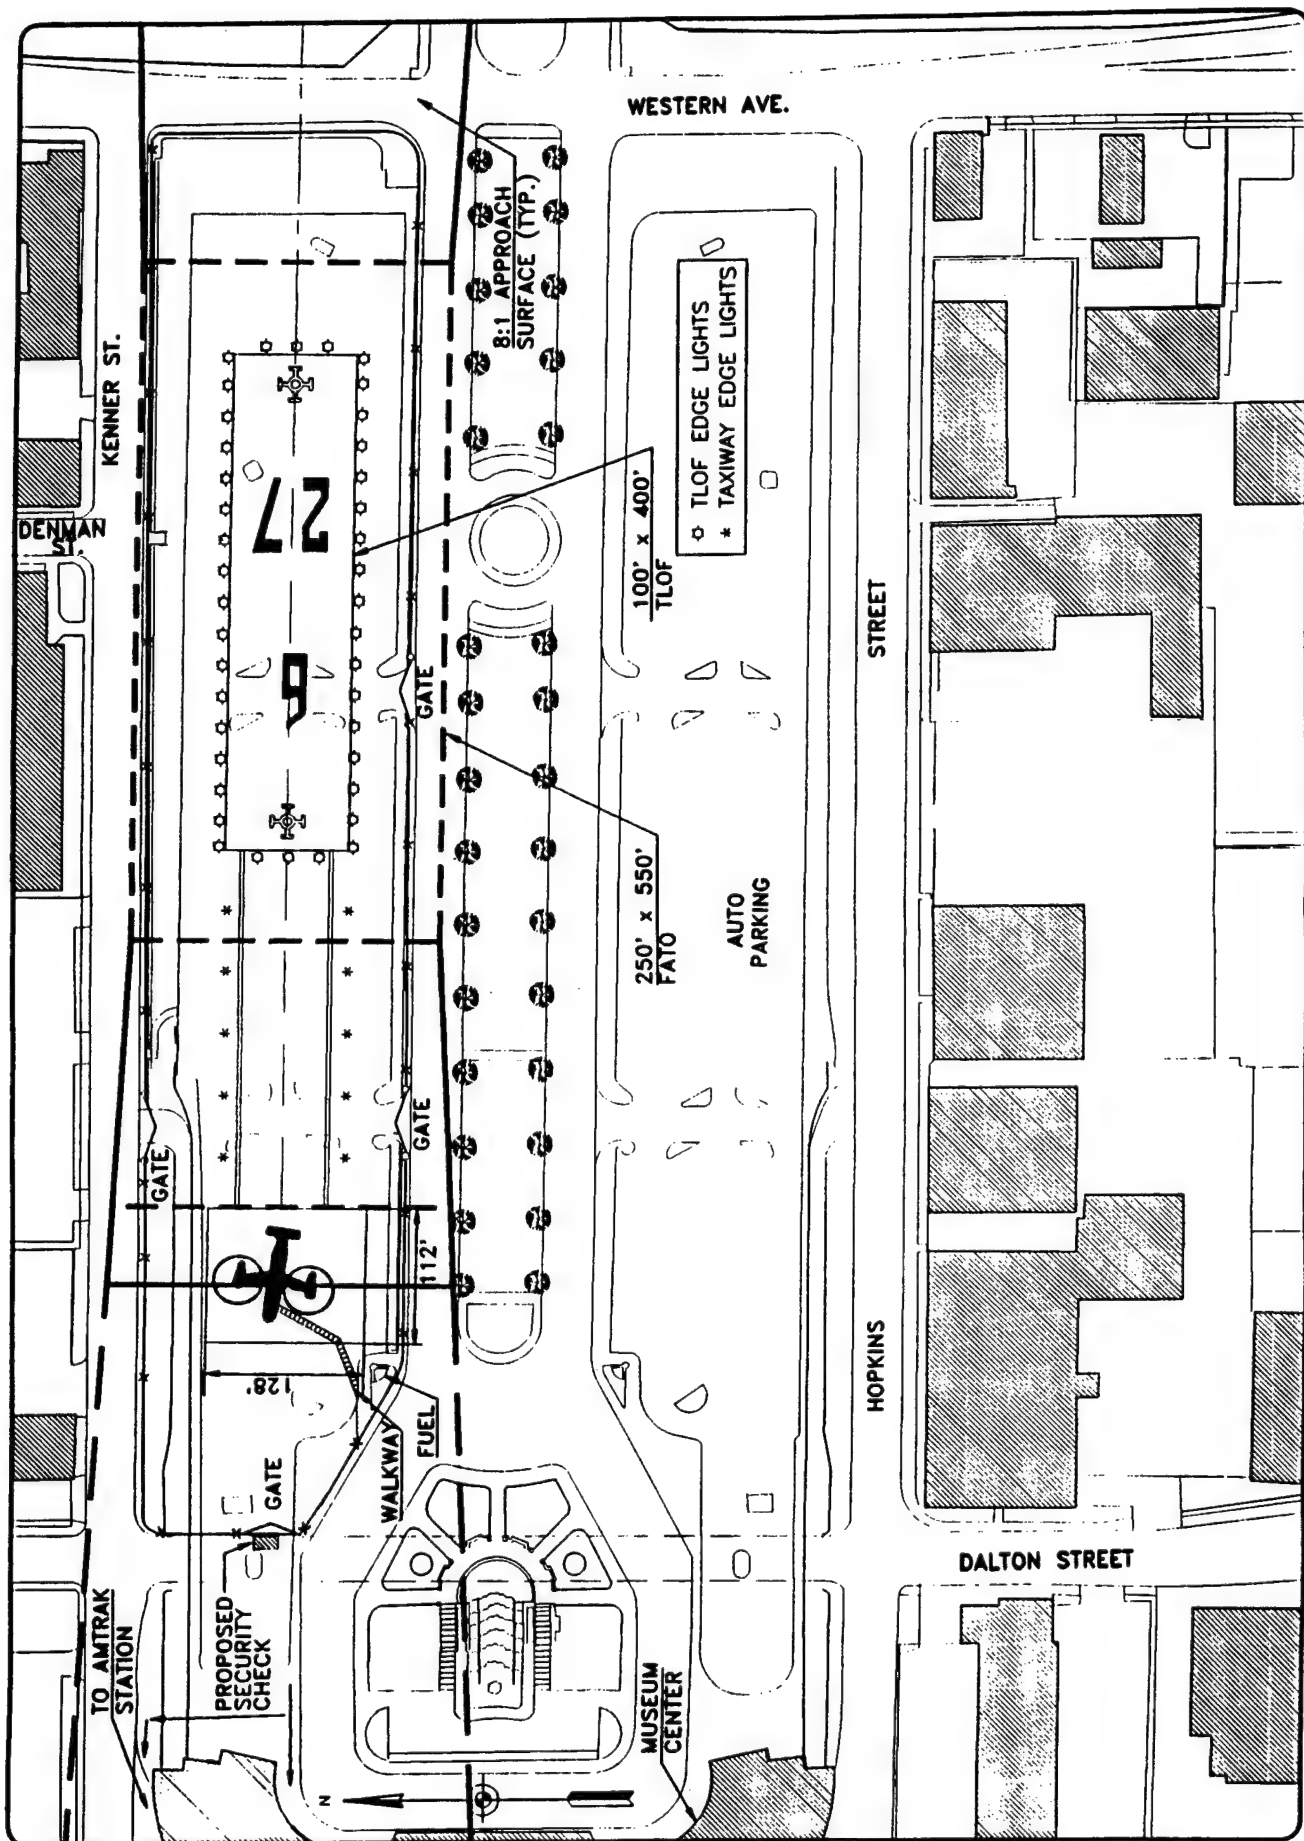 WESTERN AVE.
8:1 APPROACH
SURFACE (TYP.)
KENNER ST.
DENMAN
ST.
TLOF EDGE LIGHTS
* TAXIWAY EDGE LIGHTS
27
100' x 400'
TLOF
9
GATE
STREET
250' x 550'
FATO
AUTO
PARKING
GATE
GATE
112'
128'
HOPKINS
FUEL
WALKWAY
GATE
DALTON STREET
TO AMTRAK
STATION
PROPOSED
SECURITY
CHECK
MUSEUM
CENTER
N